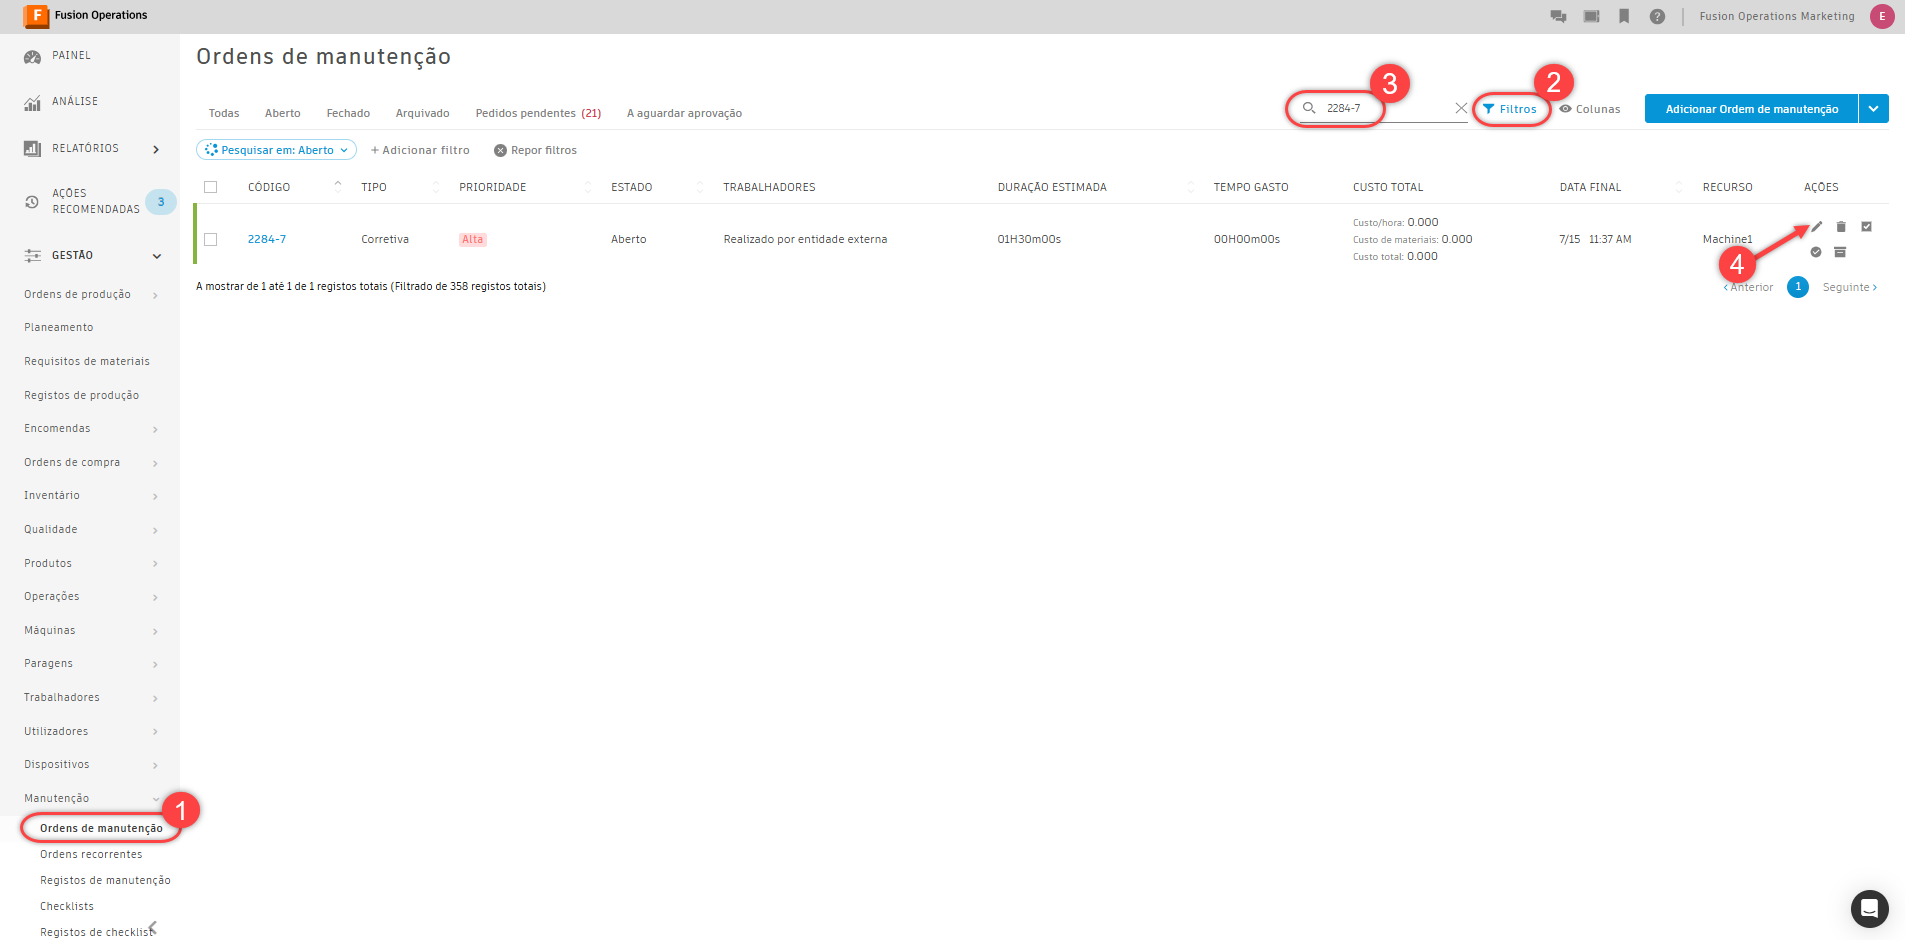 F Fusion Operations
Fusion Operations Marketing E
PAINEL
ANÁLISE
RELATÓRIOS
AÇÕES
RECOMENDADAS 3
GESTÃO
Ordens de produção
Planeamento
Requisitos de materiais
Registos de produção
Encomendas
Ordens de compra
Inventário
Qualidade
Produtos
Operações
Máquinas
Paragens
Trabalhadores
Utilizadores
Dispositivos
Manutenção
1
Ordens de manutenção
Ordens recorrentes
Registos de manutenção
Checklists
Registos de checklist
Ordens de manutenção
3 2
Todas Aberto Fechado Arquivado Pedidos pendentes (21) A aguardar aprovação 2284-7 Filtros Colunas Adicionar Ordem de manutenção
Pesquisar em: Aberto + Adicionar filtro Repor filtros
CÓDIGO TIPO PRIORIDADE ESTADO TRABALHADORES DURAÇÃO ESTIMADA TEMPO GASTO CUSTO TOTAL DATA FINAL RECURSO AÇÕES
Custo/hora: 0.000
2284-7 Corretiva Alta Aberto Realizado por entidade externa 01H30m00s 00H00m00s Custo de materiais: 0.000 7/15 11:37 AM Machine1
Custo total: 0.000
4
A mostrar de 1 até 1 de 1 registos totais (Filtrado de 358 registos totais) ‹ Anterior 1 Seguinte ›